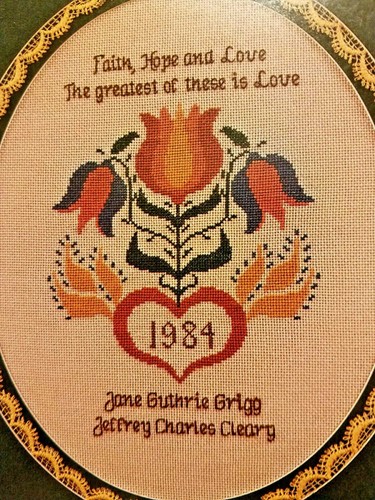 Faith, Hope and Love
The greatest of these is Love
1984
Jane Guthrie Grigg
Jeffrey Charles Cleary